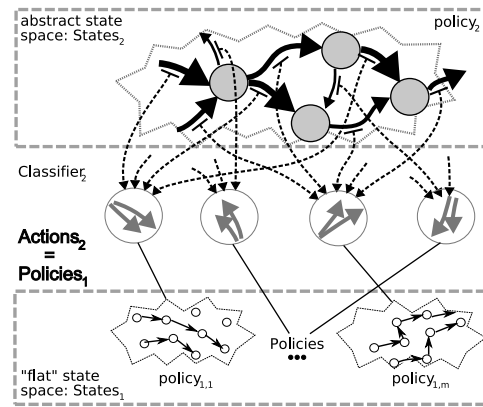 abstract state
space: States2
policy2
Classifier2
Actions2
=
Policies1
Policies
•••
"flat" state
space: States1
policy1,1
policy1,m